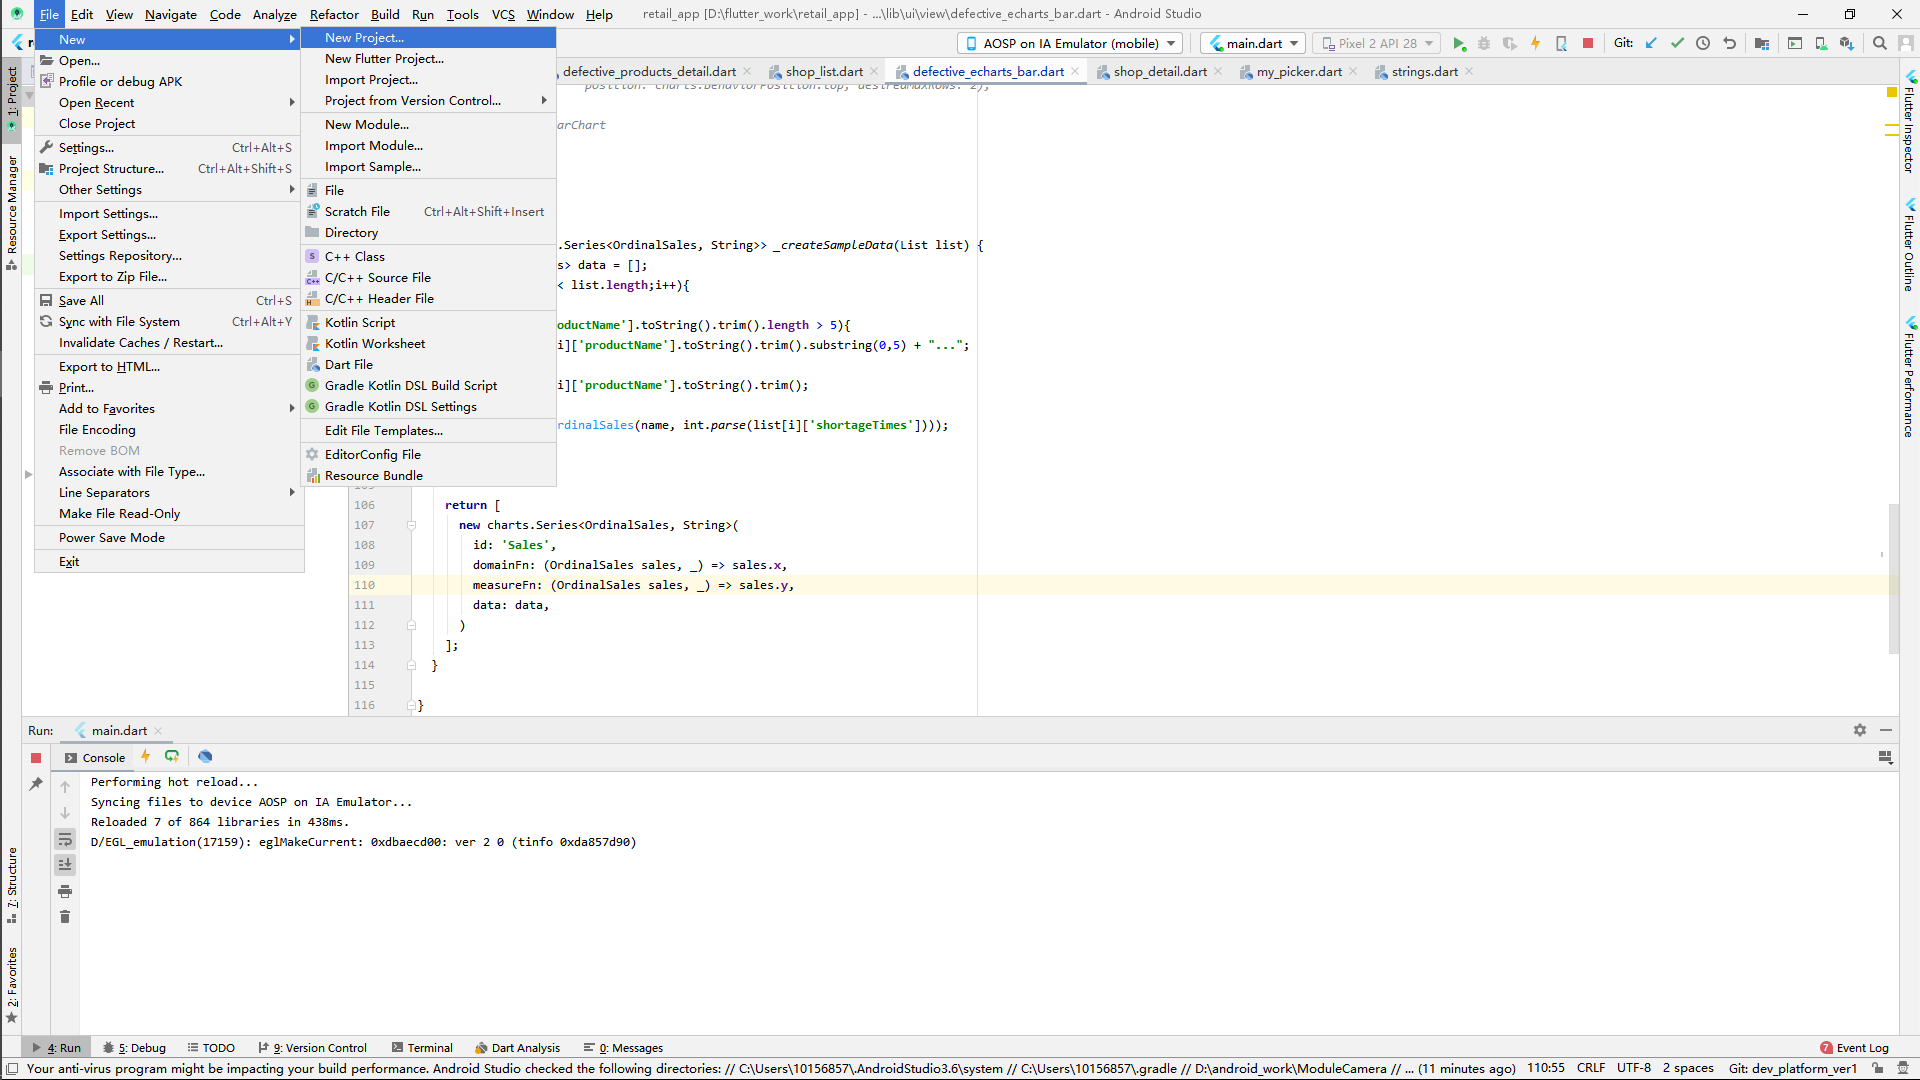 File Edit View Navigate Code Analyze Refactor Build Run Tools VCS Window Help retail_app [D:\flutter_work\retail_app] - ...\lib\ui\view\defective_echarts_bar.dart - Android Studio
AOSP on IA Emulator (mobile) main.dart Pixel 2 API 28 Git:
defective_products_detail.dart shop_list.dart defective_echarts_bar.dart shop_detail.dart my_picker.dart strings.dart
New
Open...
Profile or debug APK
Open Recent
Close Project
Settings... Ctrl+Alt+S
Project Structure... Ctrl+Alt+Shift+S
Other Settings
Import Settings...
Export Settings...
Settings Repository...
Export to Zip File...
Save All Ctrl+S
Sync with File System Ctrl+Alt+Y
Invalidate Caches / Restart...
Export to HTML...
Print...
Add to Favorites
File Encoding
Remove BOM
Associate with File Type...
Line Separators
Make File Read-Only
Power Save Mode
Exit
New Project...
New Flutter Project...
Import Project...
Project from Version Control...
New Module...
Import Module...
Import Sample...
File
Scratch File Ctrl+Alt+Shift+Insert
Directory
C++ Class
C/C++ Source File
C/C++ Header File
Kotlin Script
Kotlin Worksheet
Dart File
Gradle Kotlin DSL Build Script
Gradle Kotlin DSL Settings
Edit File Templates...
EditorConfig File
Resource Bundle
1: Project
Resource Manager
7: Structure
2: Favorites
position: charts.BehaviorPosition.top, desiredMaxRows: 2),
arChart
.Series<OrdinalSales, String>> _createSampleData(List list) {
s> data = [];
< list.length;i++){
oductName'].toString().trim().length > 5){
i]['productName'].toString().trim().substring(0,5) + "...";
i]['productName'].toString().trim();
rdinalSales(name, int.parse(list[i]['shortageTimes'])));
105
106 return [
107 new charts.Series<OrdinalSales, String>(
108 id: 'Sales',
109 domainFn: (OrdinalSales sales, _) => sales.x,
110 measureFn: (OrdinalSales sales, _) => sales.y,
111 data: data,
112 )
113 ];
114 }
115
116 }
Flutter Inspector
Flutter Outline
Flutter Performance
Run: main.dart
Console
Performing hot reload...
Syncing files to device AOSP on IA Emulator...
Reloaded 7 of 864 libraries in 438ms.
D/EGL_emulation(17159): eglMakeCurrent: 0xdbaecd00: ver 2 0 (tinfo 0xda857d90)
4: Run 5: Debug TODO 9: Version Control Terminal Dart Analysis 0: Messages 7 Event Log
Your anti-virus program might be impacting your build performance. Android Studio checked the following directories: // C:\Users\10156857\.AndroidStudio3.6\system // C:\Users\10156857\.gradle // D:\android_work\ModuleCamera // ... (11 minutes ago) 110:55 CRLF UTF-8 2 spaces Git: dev_platform_ver1